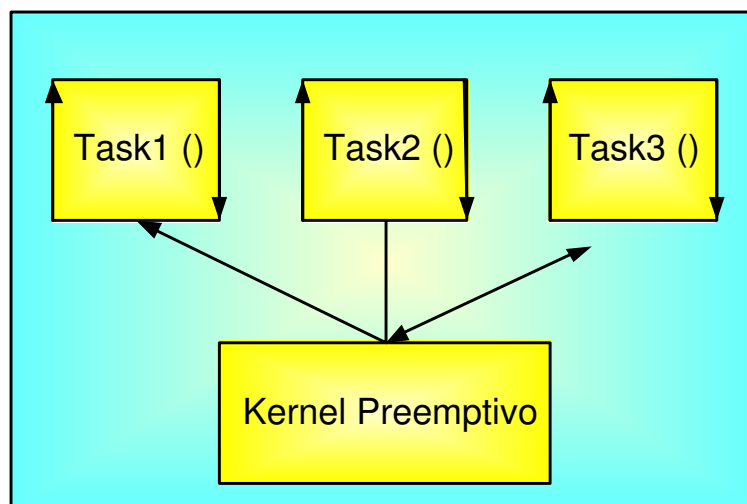 Task1 ()
Task2 ()
Task3 ()
Kernel Preemptivo